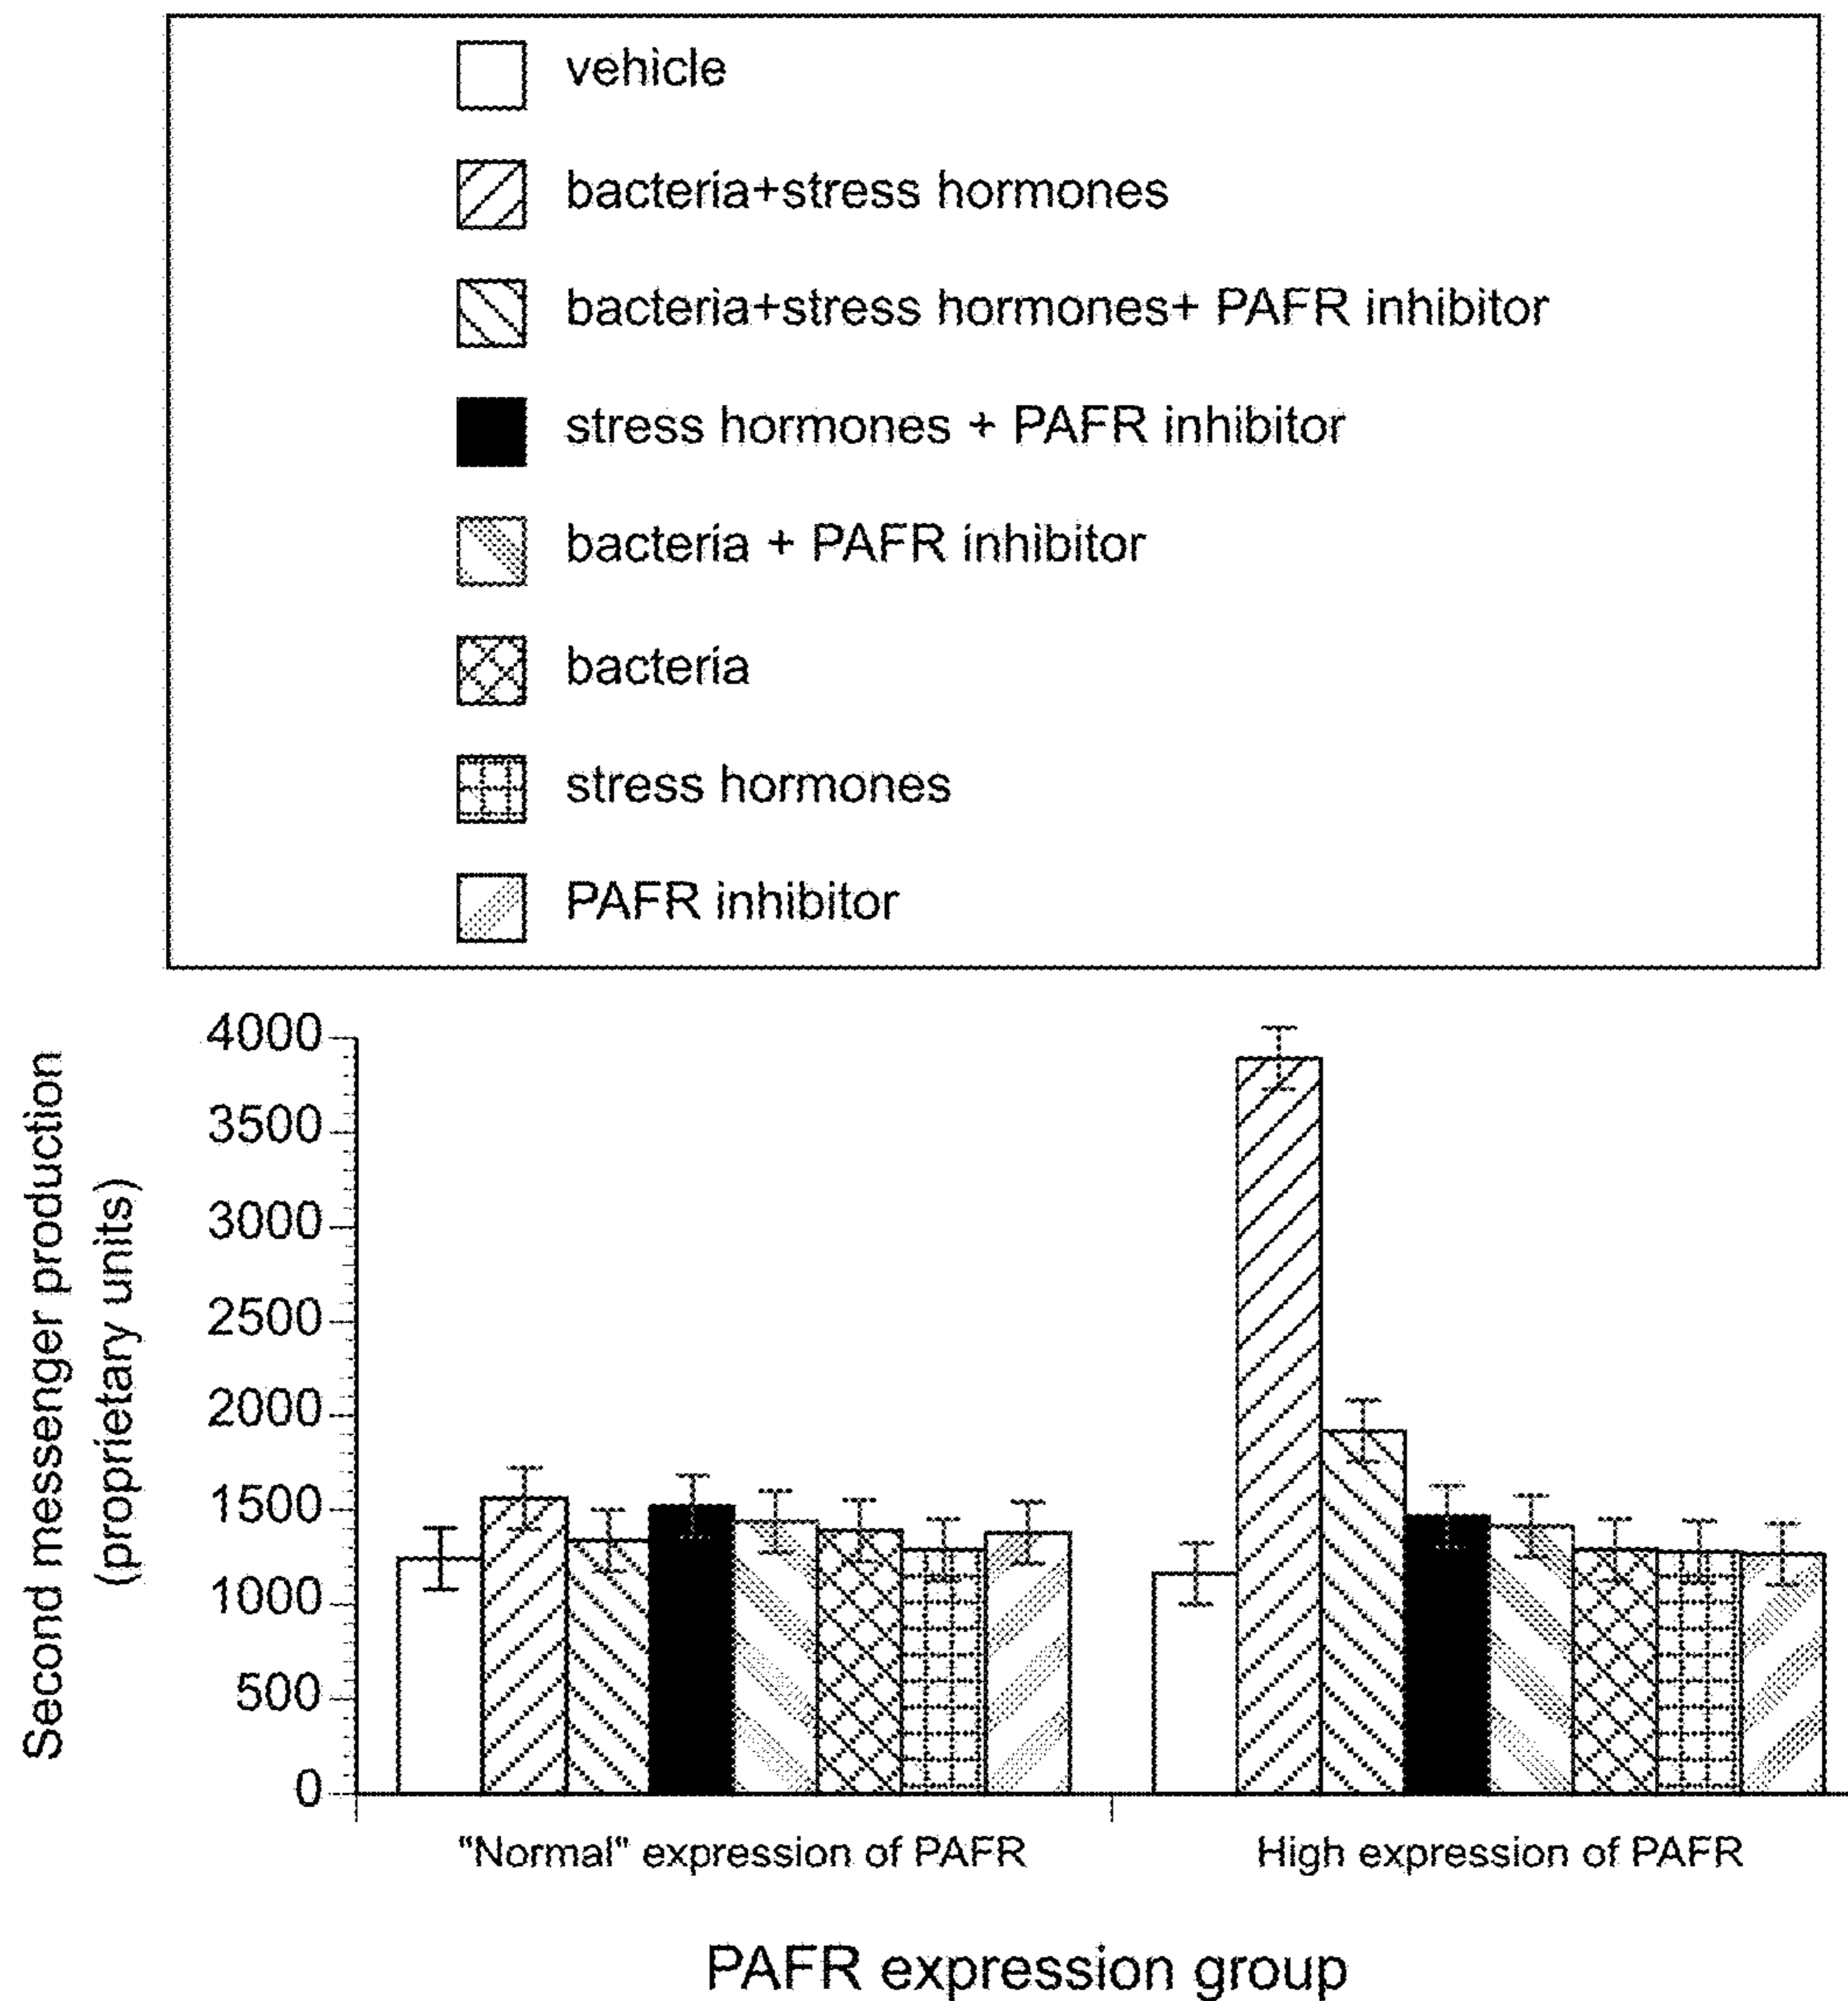 vehicle
bacteria+stress hormones
bacteria+stress hormones+ PAFR inhibitor
stress hormones + PAFR inhibitor
bacteria + PAFR inhibitor
bacteria
stress hormones
PAFR inhibitor
Second messenger production
(proprietary units)
4000
3500
3000
2500
2000
1500
1000
500
0
"Normal" expression of PAFR
High expression of PAFR
PAFR expression group